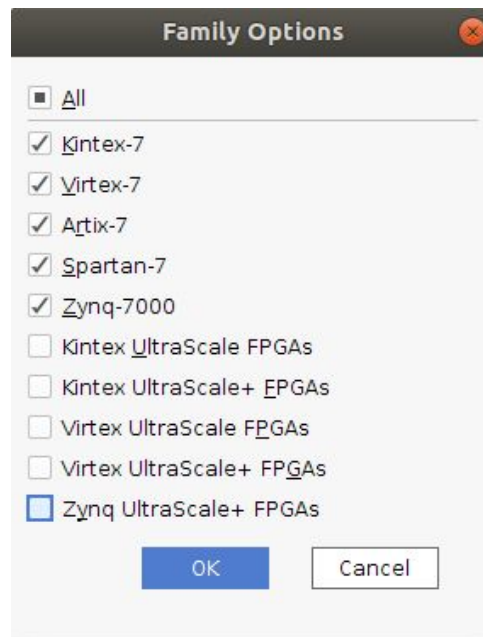 Family Options
All
Kintex-7
Virtex-7
Artix-7
Spartan-7
Zynq-7000
Kintex UltraScale FPGAs
Kintex UltraScale+ FPGAs
Virtex UltraScale FPGAs
Virtex UltraScale+ FPGAs
Zynq UltraScale+ FPGAs
OK Cancel